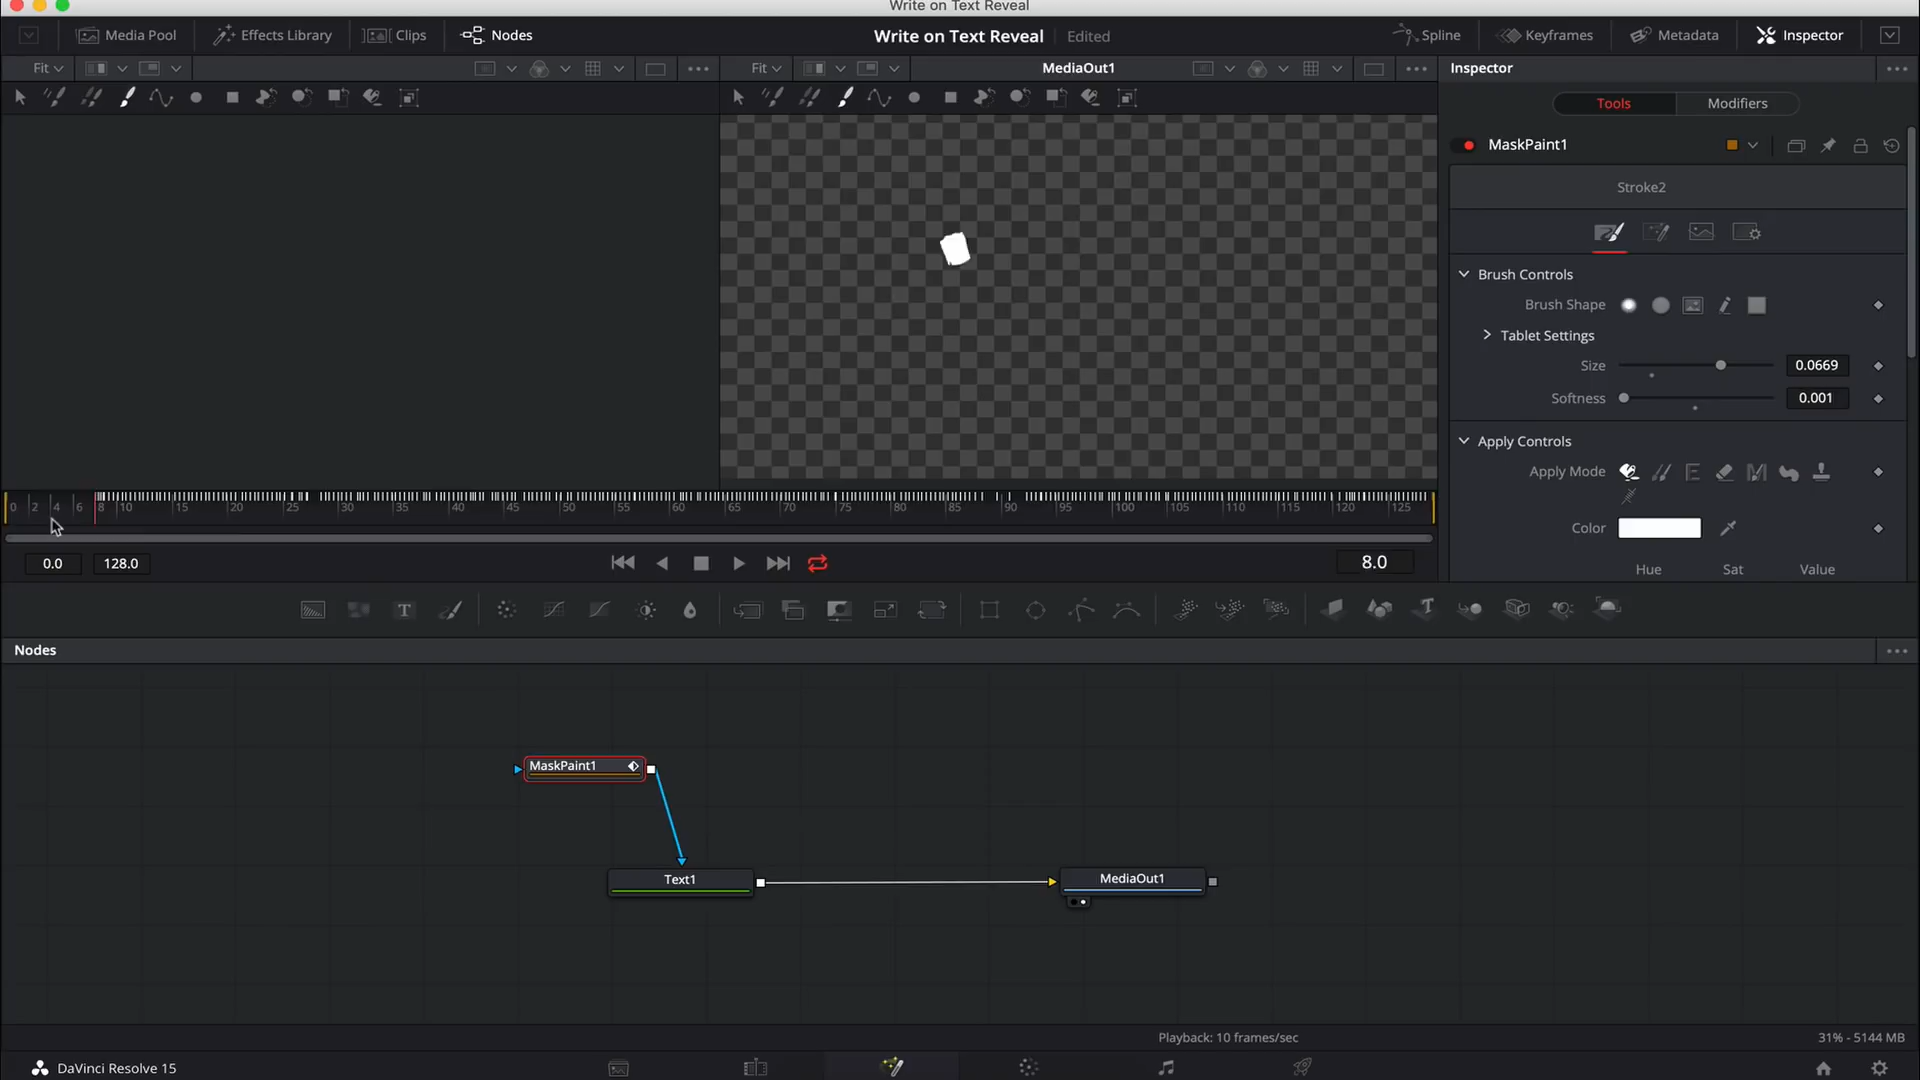 Write on Text Reveal
Media Pool Effects Library Clips Nodes Write on Text Reveal Edited Spline Keyframes Metadata Inspector
Fit Fit MediaOut1 Inspector
Tools Modifiers
MaskPaint1
Stroke2
Brush Controls
Brush Shape
Tablet Settings
Size 0.0669
Softness 0.001
Apply Controls
Apply Mode
Color
Hue Sat Value
0 2 4 6 8 10 15 20 25 30 35 40 45 50 55 60 65 70 75 80 85 90 95 100 105 110 115 120 125
0.0 128.0 8.0
Nodes
MaskPaint1
Text1 MediaOut1
Playback: 10 frames/sec 31% - 5144 MB
DaVinci Resolve 15